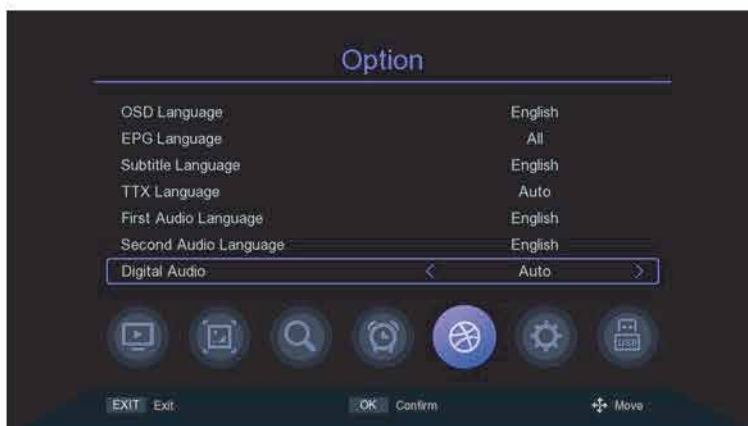 Option
OSD Language English
EPG Language All
Subtitle Language English
TTX Language Auto
First Audio Language English
Second Audio Language English
Digital Audio < Auto >
USB
EXIT Exit OK Confirm Move